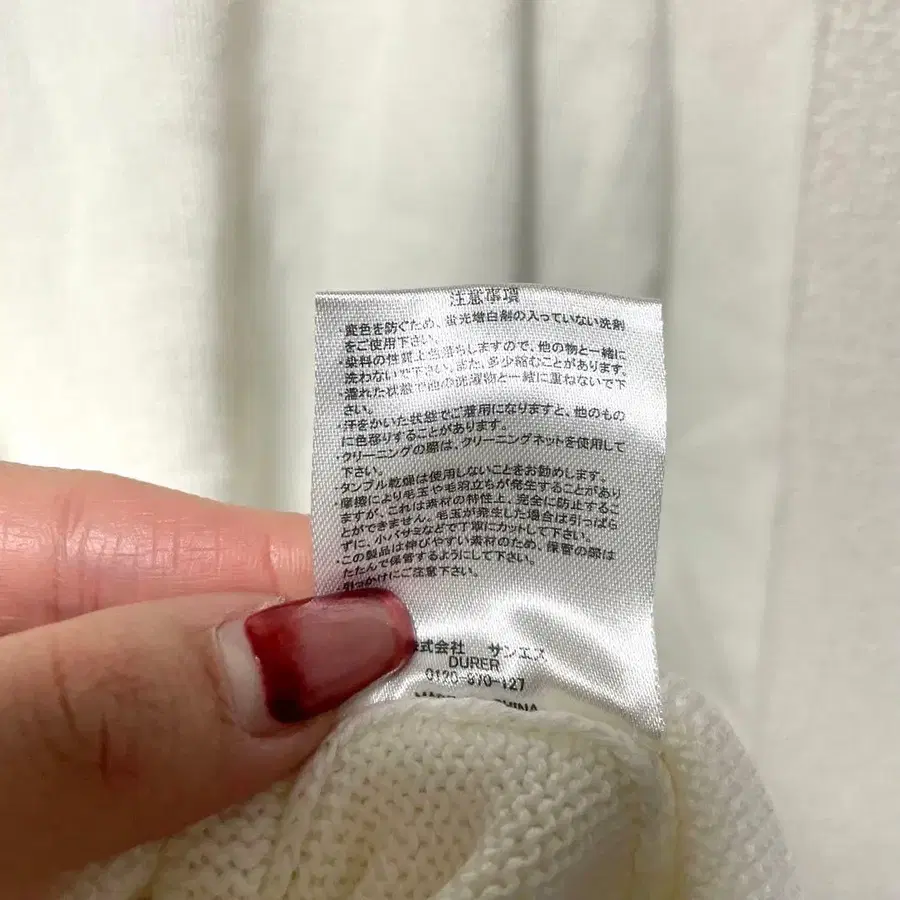 注意事項
・変色を防ぐため、蛍光増白剤の入っていない洗剤
をご使用下さい。
・染料の性質上色落ちしますので、他の物と一緒に
洗わないで下さい。また、多少縮むことがあります。
・濡れた状態で他の洗濯物と一緒に重ねないで下
さい。
・汗をかいた状態でご着用になりますと、他のもの
に色移りすることがあります。
・クリーニングの際は、クリーニングネットを使用して
下さい。
・タンブル乾燥は使用しないことをお勧めします。
・摩擦により毛玉や毛羽立ちが発生することがあり
ますが、これは素材の特性上、完全に防止するこ
とができません。毛玉が発生した場合は引っぱら
ずに、小バサミなどで丁寧にカットして下さい。
・この製品は伸びやすい素材のため、保管の際は
たたんで保管するようにして下さい。
・引っかけにご注意下さい。
式会社 サンエス
DURER
0120-870-127
CHINA